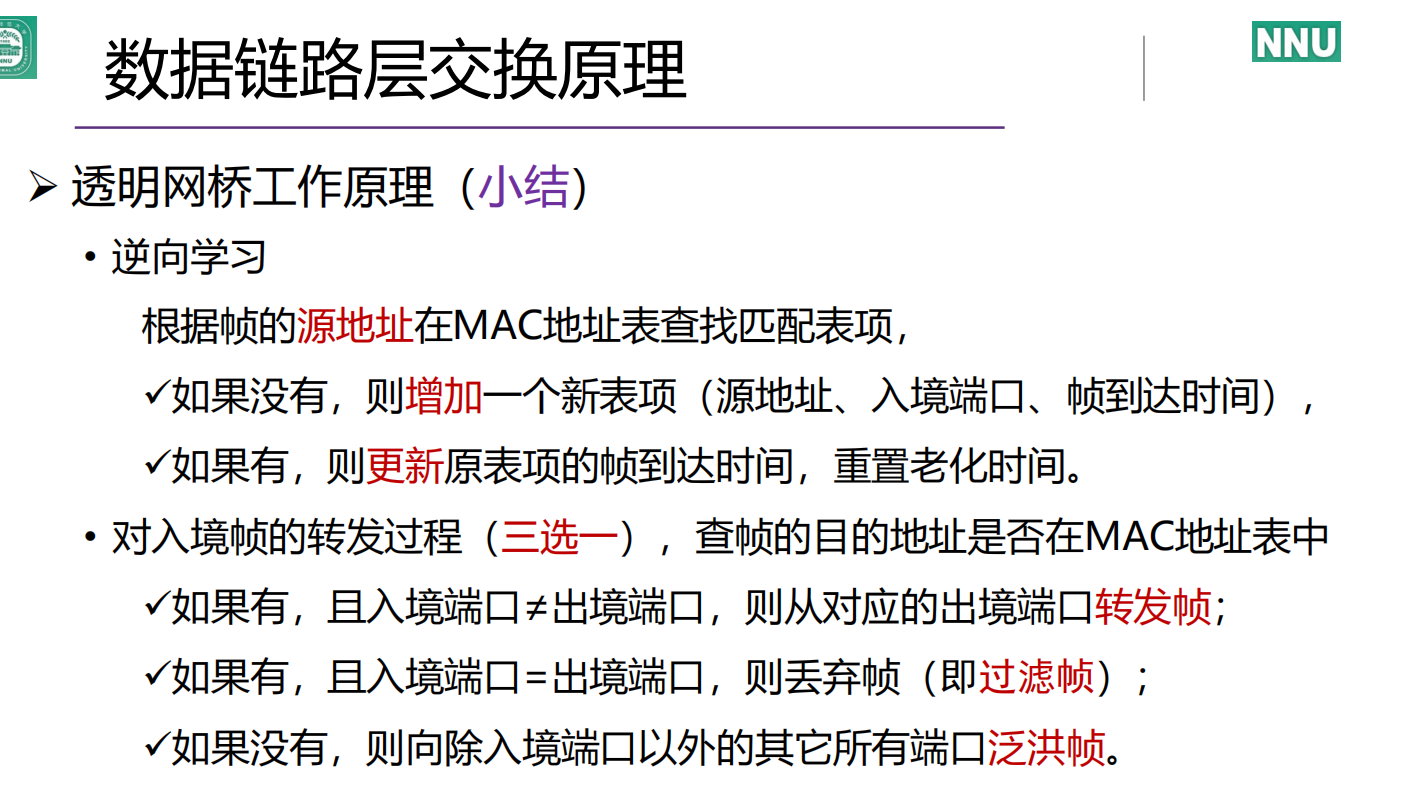 数据链路层交换原理
NNU
NNU
➢ 透明网桥工作原理（小结）
• 逆向学习
根据帧的源地址在MAC地址表查找匹配表项，
✓如果没有，则增加一个新表项（源地址、入境端口、帧到达时间），
✓如果有，则更新原表项的帧到达时间，重置老化时间。
• 对入境帧的转发过程（三选一），查帧的目的地址是否在MAC地址表中
✓如果有，且入境端口≠出境端口，则从对应的出境端口转发帧；
✓如果有，且入境端口=出境端口，则丢弃帧（即过滤帧）；
✓如果没有，则向除入境端口以外的其它所有端口泛洪帧。